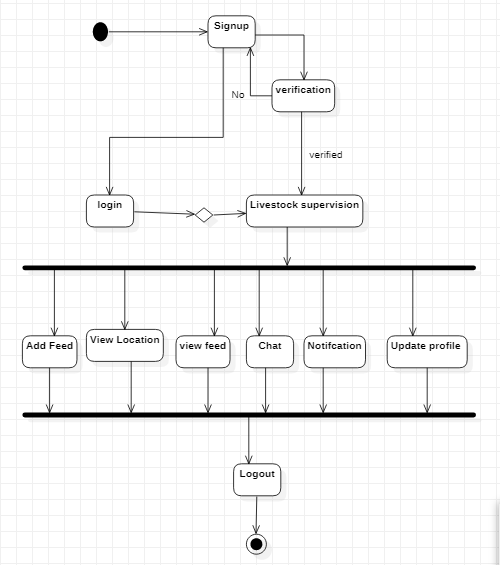 Signup
verification
No
verified
login
Livestock supervision
Add Feed
View Location
view feed
Chat
Notifcation
Update profile
Logout